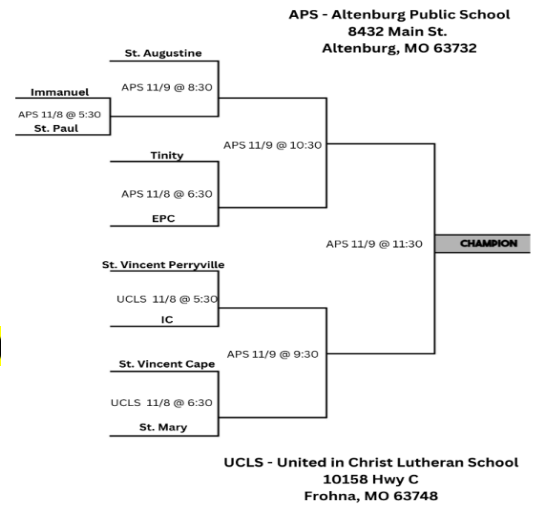 APS - Altenburg Public School
8432 Main St.
Altenburg, MO 63732
St. Augustine
APS 11/9 @ 8:30
Immanuel
APS 11/8 @ 5:30
St. Paul
APS 11/9 @ 10:30
Tinity
APS 11/8 @ 6:30
EPC
APS 11/9 @ 11:30
CHAMPION
St. Vincent Perryville
UCLS 11/8 @ 5:30
IC
APS 11/9 @ 9:30
St. Vincent Cape
UCLS 11/8 @ 6:30
St. Mary
UCLS - United in Christ Lutheran School
10158 Hwy C
Frohna, MO 63748